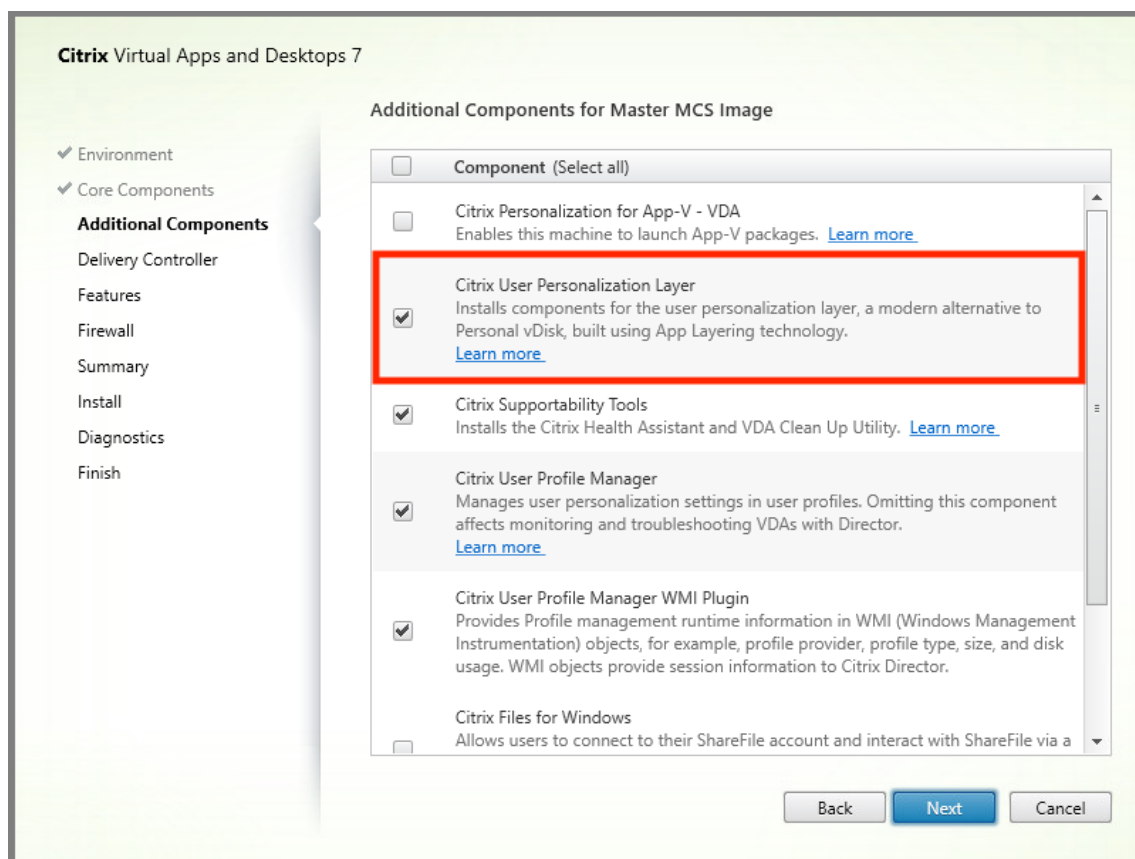 Citrix Virtual Apps and Desktops 7
Additional Components for Master MCS Image
Environment
Core Components
Additional Components
Delivery Controller
Features
Firewall
Summary
Install
Diagnostics
Finish
Component (Select all)
Citrix Personalization for App-V - VDA
Enables this machine to launch App-V packages. Learn more
Citrix User Personalization Layer
Installs components for the user personalization layer, a modern alternative to
Personal vDisk, built using App Layering technology.
Learn more
Citrix Supportability Tools
Installs the Citrix Health Assistant and VDA Clean Up Utility. Learn more
Citrix User Profile Manager
Manages user personalization settings in user profiles. Omitting this component
affects monitoring and troubleshooting VDAs with Director.
Learn more
Citrix User Profile Manager WMI Plugin
Provides Profile management runtime information in WMI (Windows Management
Instrumentation) objects, for example, profile provider, profile type, size, and disk
usage. WMI objects provide session information to Citrix Director.
Citrix Files for Windows
Allows users to connect to their ShareFile account and interact with ShareFile via a
Back
Next
Cancel